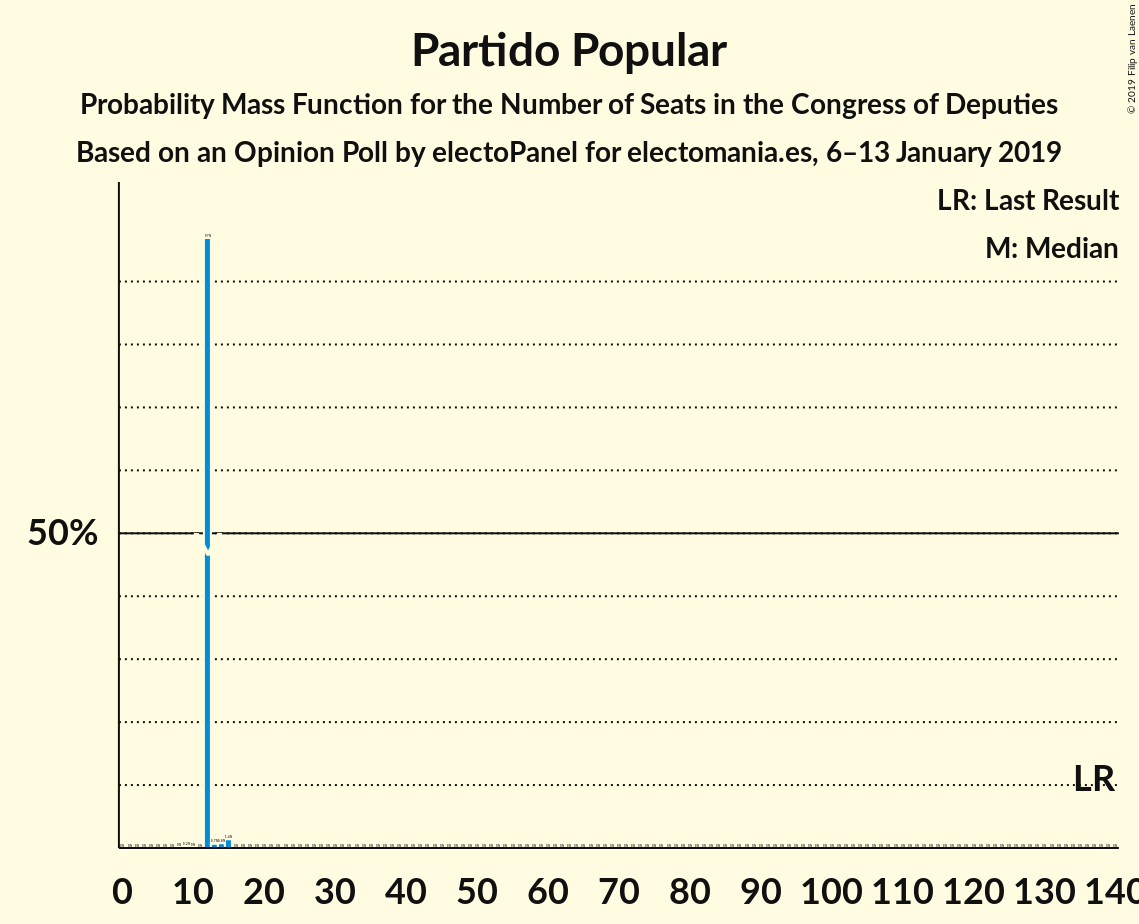 Partido Popular
Probability Mass Function for the Number of Seats in the Congress of Deputies
Based on an Opinion Poll by electoPanel for electomania.es, 6–13 January 2019
© 2019 Filip van Laenen
LR: Last Result
M: Median
97%
50%
LR
0 10 20 30 40 50 60 70 80 90 100 110 120 130 140